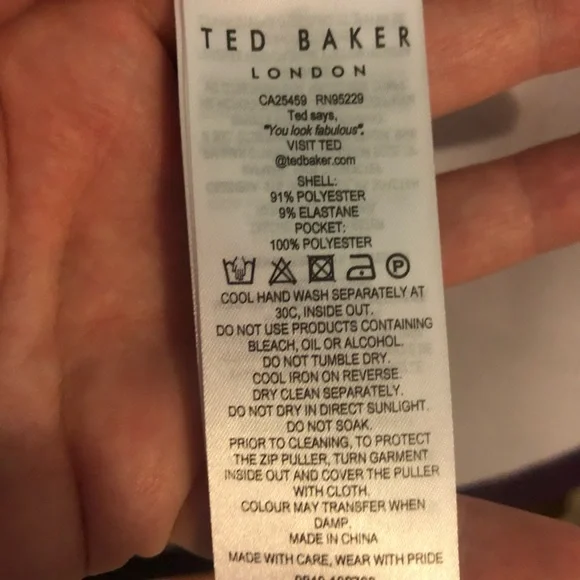 TED BAKER
LONDON
CA25459 RN95229
Ted says,
"You look fabulous".
VISIT TED
@tedbaker.com
SHELL:
91% POLYESTER
9% ELASTANE
POCKET:
100% POLYESTER
P
COOL HAND WASH SEPARATELY AT
30C, INSIDE OUT.
DO NOT USE PRODUCTS CONTAINING
BLEACH, OIL OR ALCOHOL.
DO NOT TUMBLE DRY.
COOL IRON ON REVERSE.
DRY CLEAN SEPARATELY.
DO NOT DRY IN DIRECT SUNLIGHT.
DO NOT SOAK.
PRIOR TO CLEANING, TO PROTECT
THE ZIP PULLER, TURN GARMENT
INSIDE OUT AND COVER THE PULLER
WITH CLOTH.
COLOUR MAY TRANSFER WHEN
DAMP.
MADE IN CHINA
MADE WITH CARE, WEAR WITH PRIDE